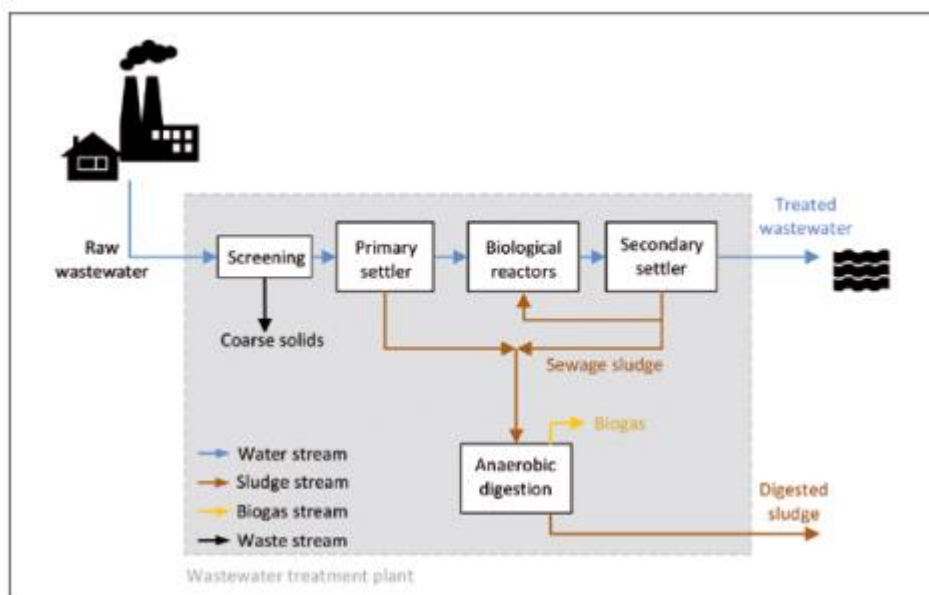 Treated
wastewater
Raw
wastewater
Screening
Primary
settler
Biological
reactors
Secondary
settler
Coarse solids
Sewage sludge
Biogas
Anaerobic
digestion
Digested
sludge
Water stream
Sludge stream
Biogas stream
Waste stream
Wastewater treatment plant